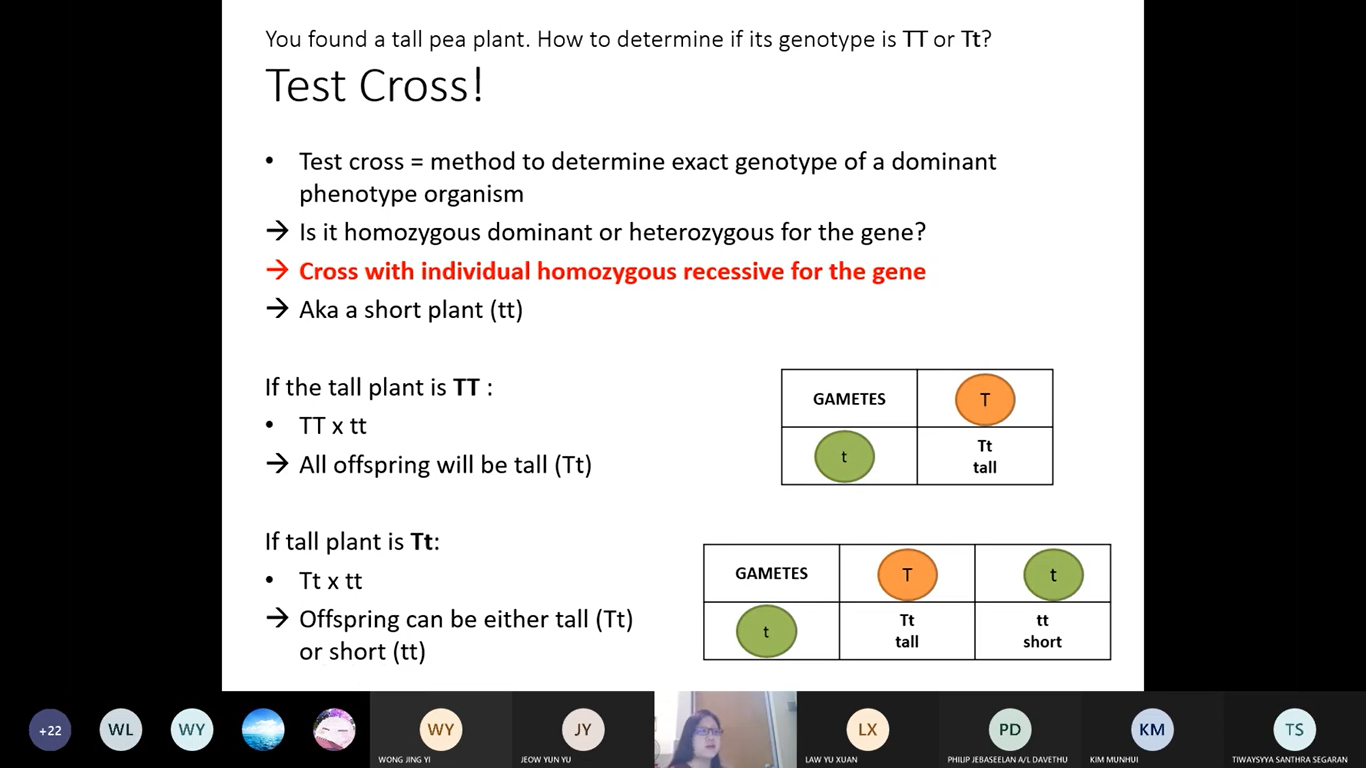 You found a tall pea plant. How to determine if its genotype is TT or Tt?
Test Cross!
• Test cross = method to determine exact genotype of a dominant
phenotype organism
→ Is it homozygous dominant or heterozygous for the gene?
→ Cross with individual homozygous recessive for the gene
→ Aka a short plant (tt)
If the tall plant is TT :
• TT x tt
→ All offspring will be tall (Tt)
GAMETES T
t Tt
tall
If tall plant is Tt:
• Tt x tt
→ Offspring can be either tall (Tt)
or short (tt)
GAMETES T t
t Tt tt
tall short
+22 WL WY WY JY LX PD KM TS
WONG JING YI JEOW YUN YU LAW YU XUAN PHILIP JEBASEELAN A/L DAVETHU KIM MUNHUI TIWAYSYYA SANTHRA SEGARAN